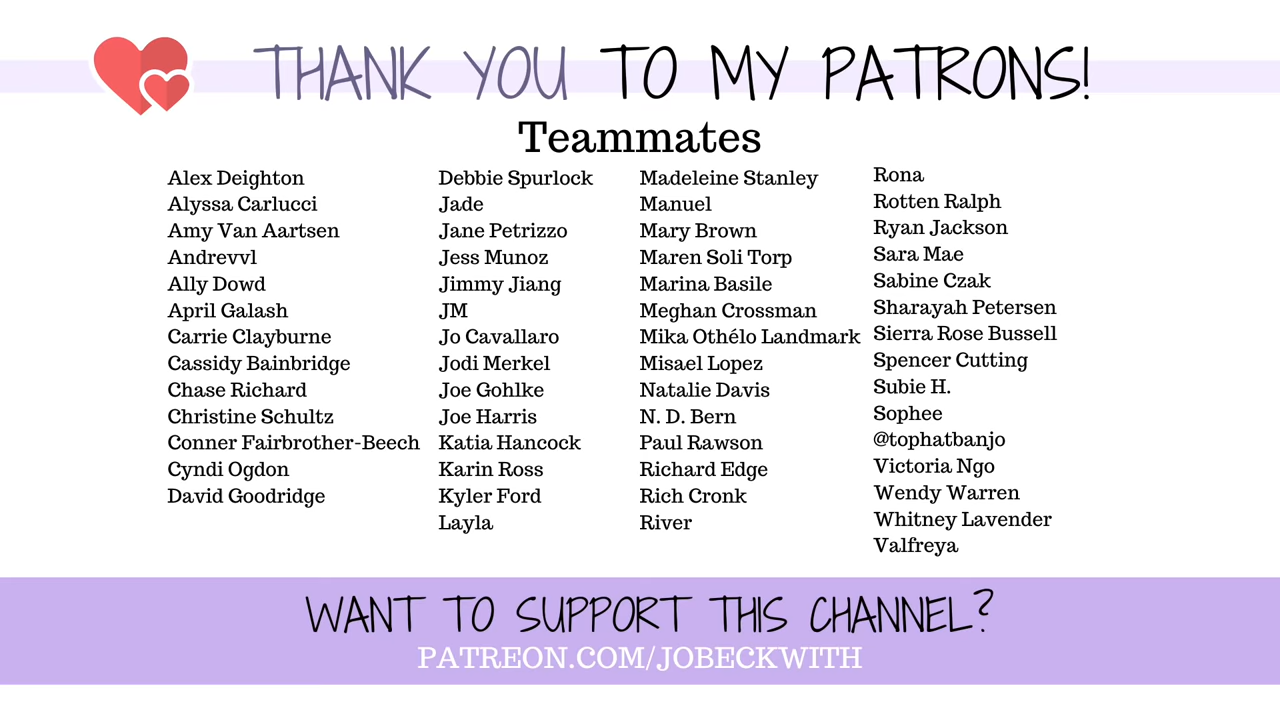 THANK YOU TO MY PATRONS!
Teammates
Alex Deighton
Alyssa Carlucci
Amy Van Aartsen
Andrevvl
Ally Dowd
April Galash
Carrie Clayburne
Cassidy Bainbridge
Chase Richard
Christine Schultz
Conner Fairbrother-Beech
Cyndi Ogdon
David Goodridge
Debbie Spurlock
Jade
Jane Petrizzo
Jess Munoz
Jimmy Jiang
JM
Jo Cavallaro
Jodi Merkel
Joe Gohlke
Joe Harris
Katia Hancock
Karin Ross
Kyler Ford
Layla
Madeleine Stanley
Manuel
Mary Brown
Maren Soli Torp
Marina Basile
Meghan Crossman
Mika Othélo Landmark
Misael Lopez
Natalie Davis
N. D. Bern
Paul Rawson
Richard Edge
Rich Cronk
River
Rona
Rotten Ralph
Ryan Jackson
Sara Mae
Sabine Czak
Sharayah Petersen
Sierra Rose Bussell
Spencer Cutting
Subie H.
Sophee
@tophatbanjo
Victoria Ngo
Wendy Warren
Whitney Lavender
Valfreya
WANT TO SUPPORT THIS CHANNEL?
PATREON.COM/JOBECKWITH